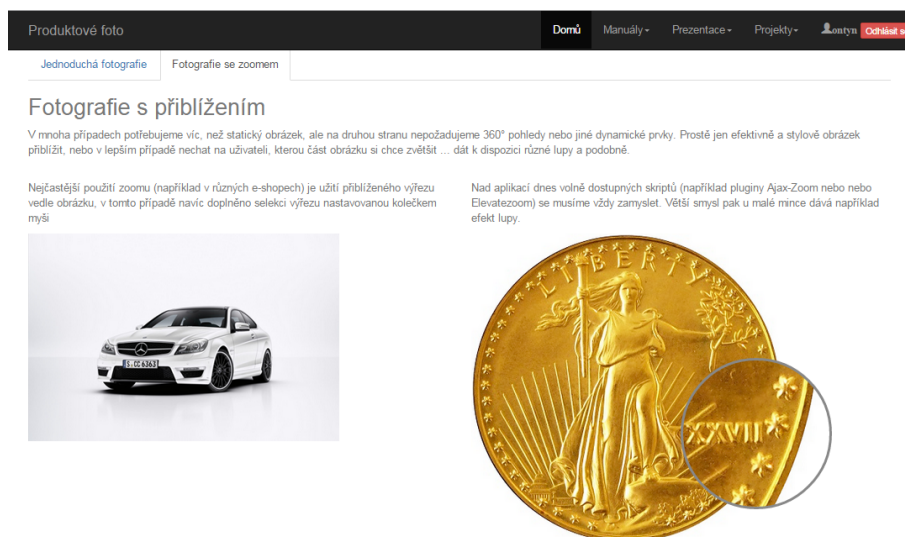 Produktové foto
Domů
Manuály
Prezentace
Projekty
ontyn
Odhlásit se
Jednoduchá fotografie
Fotografie se zoomem
Fotografie s přiblížením
V mnoha případech potřebujeme víc, než statický obrázek, ale na druhou stranu nepožadujeme 360° pohledy nebo jiné dynamické prvky. Prostě jen efektivně a stylově obrázek
přiblížit, nebo v lepším případě nechat na uživateli, kterou část obrázku si chce zvětšit ... dát k dispozici různé lupy a podobně.
Nejčastější použití zoomu (například v různých e-shopech) je užití přiblíženého výřezu
vedle obrázku, v tomto případě navíc doplněno selekci výřezu nastavovanou kolečkem
myši
Nad aplikací dnes volně dostupných skriptů (například pluginy Ajax-Zoom nebo nebo
Elevatezoom) se musíme vždy zamyslet. Větší smysl pak u malé mince dává například
efekt lupy.
S CC 6363
LIBERTY
XXVII